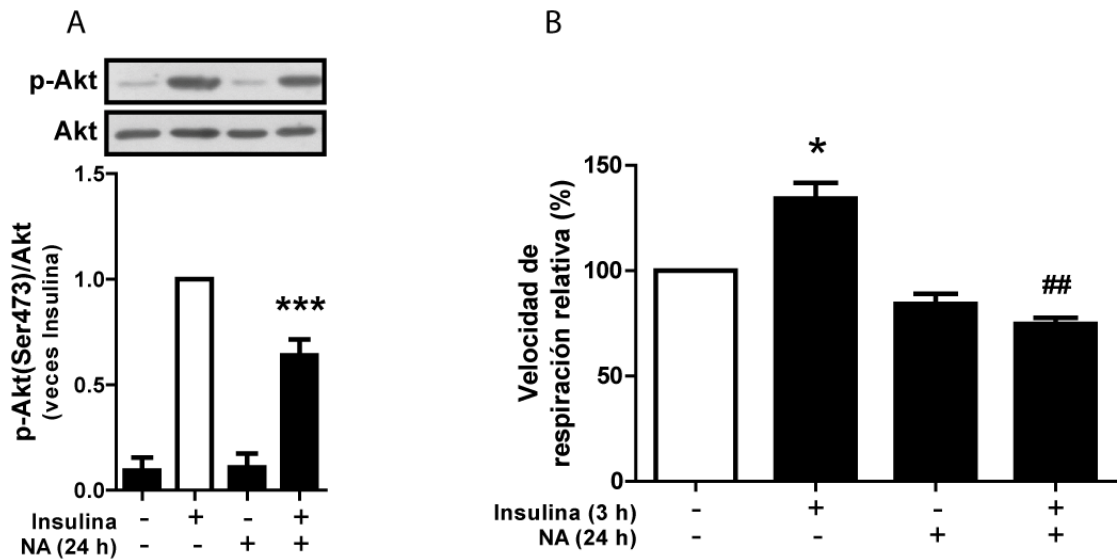 A
p-Akt
Akt
p-Akt(Ser473)/Akt
(veces Insulina)
1.5
1.0
0.5
0.0
***
Insulina - + - +
NA (24 h) - - + +
B
Velocidad de
respiración relativa (%)
150
100
50
0
*
##
Insulina (3 h) - + - +
NA (24 h) - - + +